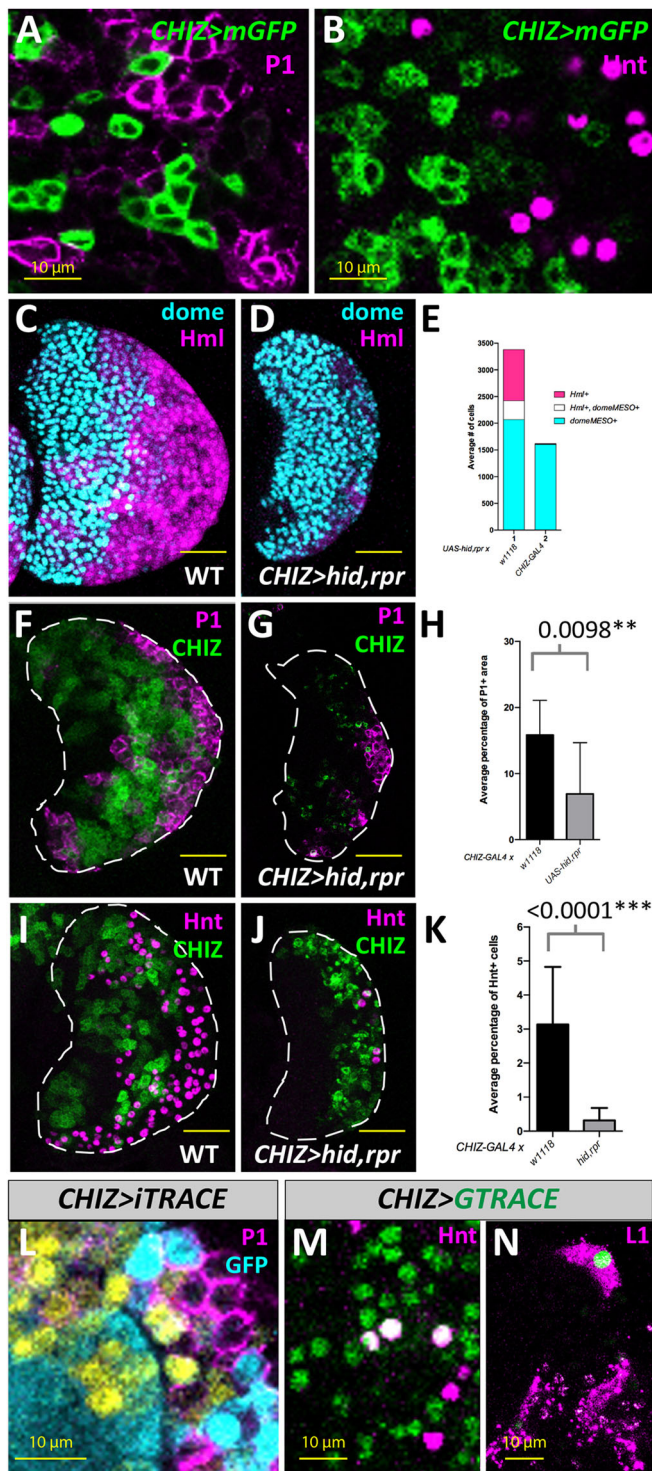 A
CHIZ>mGFP
P1
10 µm
B
CHIZ>mGFP
Hnt
10 µm
C
dome
Hml
WT
D
dome
Hml
CHIZ>hid,rpr
E
Average # of cells
3500
3000
2500
2000
1500
1000
500
0
1
2
UAS-hid,rpr x
w1118
CHIZ-GAL4
Hml+
Hml+, domeMESO+
domeMESO+
F
P1
CHIZ
WT
G
P1
CHIZ
CHIZ>hid,rpr
H
0.0098**
Average percentage of P1+ area
30
20
10
0
CHIZ-GAL4 x
w1118
UAS-hid.rpr
I
Hnt
CHIZ
WT
J
Hnt
CHIZ
CHIZ>hid,rpr
K
<0.0001***
Average percentage of Hnt+ cells
6
5
4
3
2
1
0
CHIZ-GAL4 x
w1118
hid.rpr
CHIZ>iTRACE
CHIZ>GTRACE
L
P1
GFP
10 µm
M
Hnt
10 µm
N
L1
10 µm